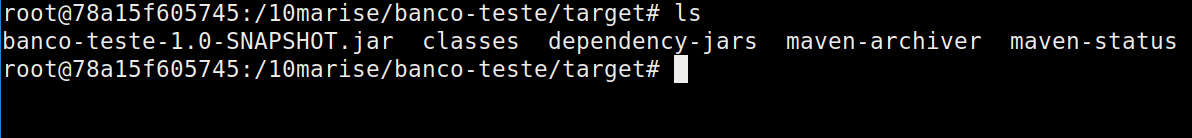 root@78a15f605745:/10marise/banco-teste/target# ls
banco-teste-1.0-SNAPSHOT.jar  classes  dependency-jars  maven-archiver  maven-status
root@78a15f605745:/10marise/banco-teste/target#